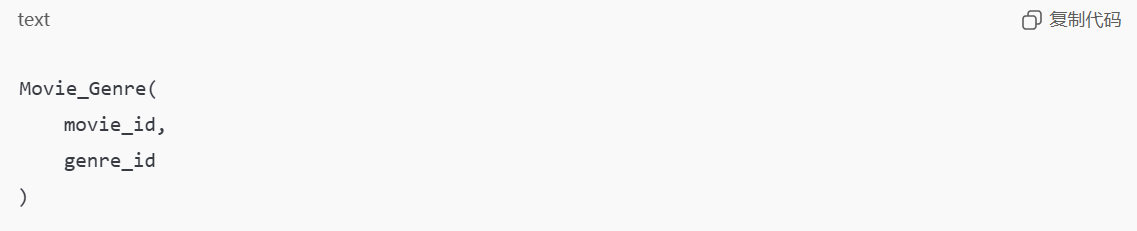 text
复制代码
Movie_Genre(
    movie_id,
    genre_id
)